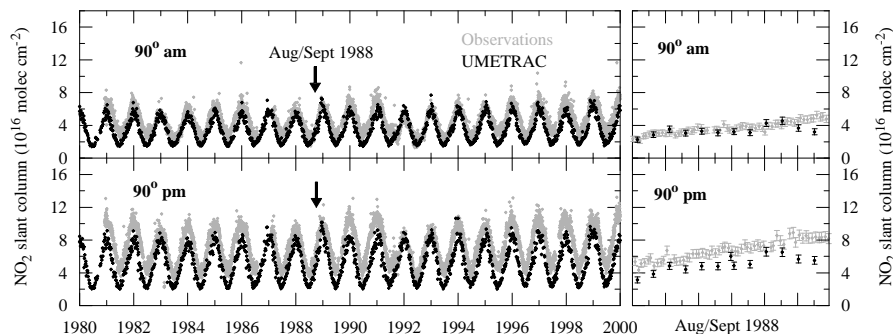 16
12
8
4
0
90° am
Aug/Sept 1988
Observations
UMETRAC
90° am
16
12
8
4
0
NO2 slant column (10^16 molec cm^-2)
16
12
8
4
0
90° pm
90° pm
16
12
8
4
0
NO2 slant column (10^16 molec cm^-2)
1980 1982 1984 1986 1988 1990 1992 1994 1996 1998 2000
Aug/Sept 1988